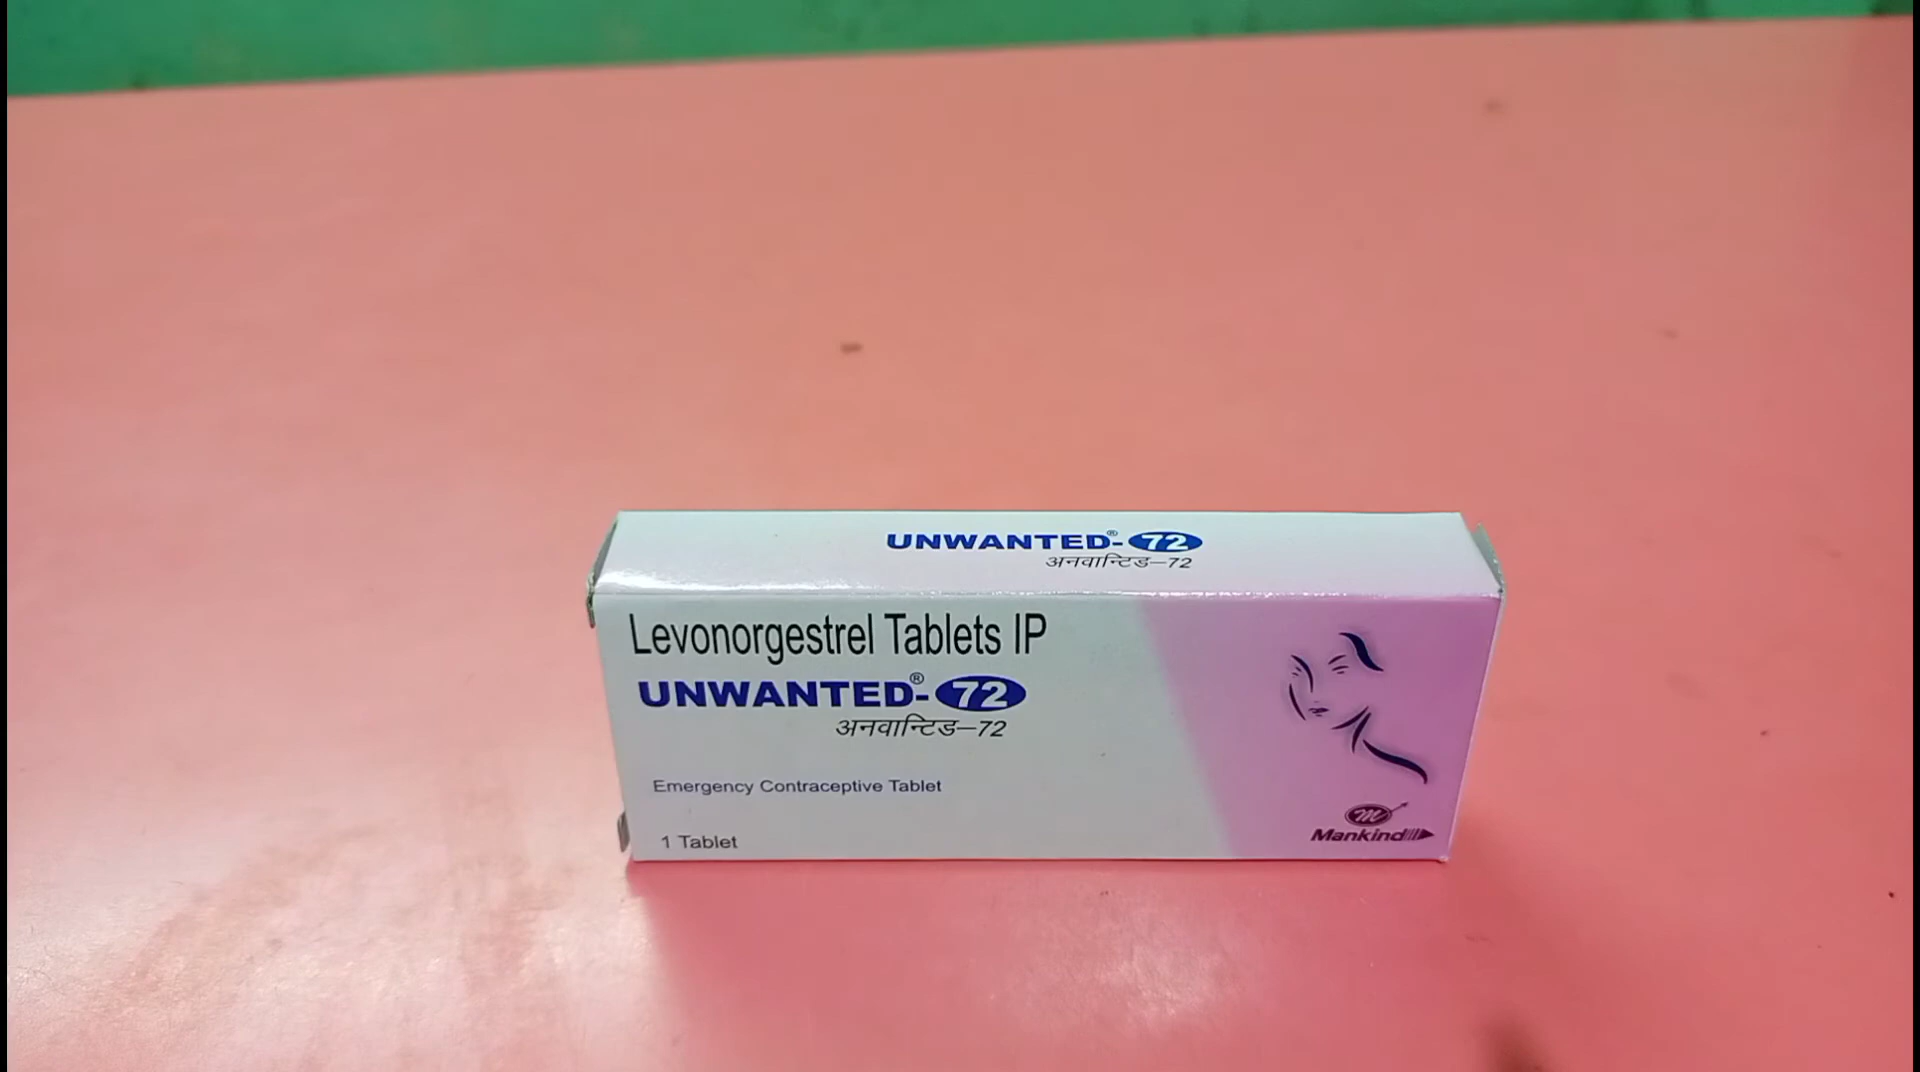 UNWANTED®-72
अनवान्टिड–72
Levonorgestrel Tablets IP
UNWANTED®-72
अनवान्टिड–72
Emergency Contraceptive Tablet
1 Tablet
m
Mankind